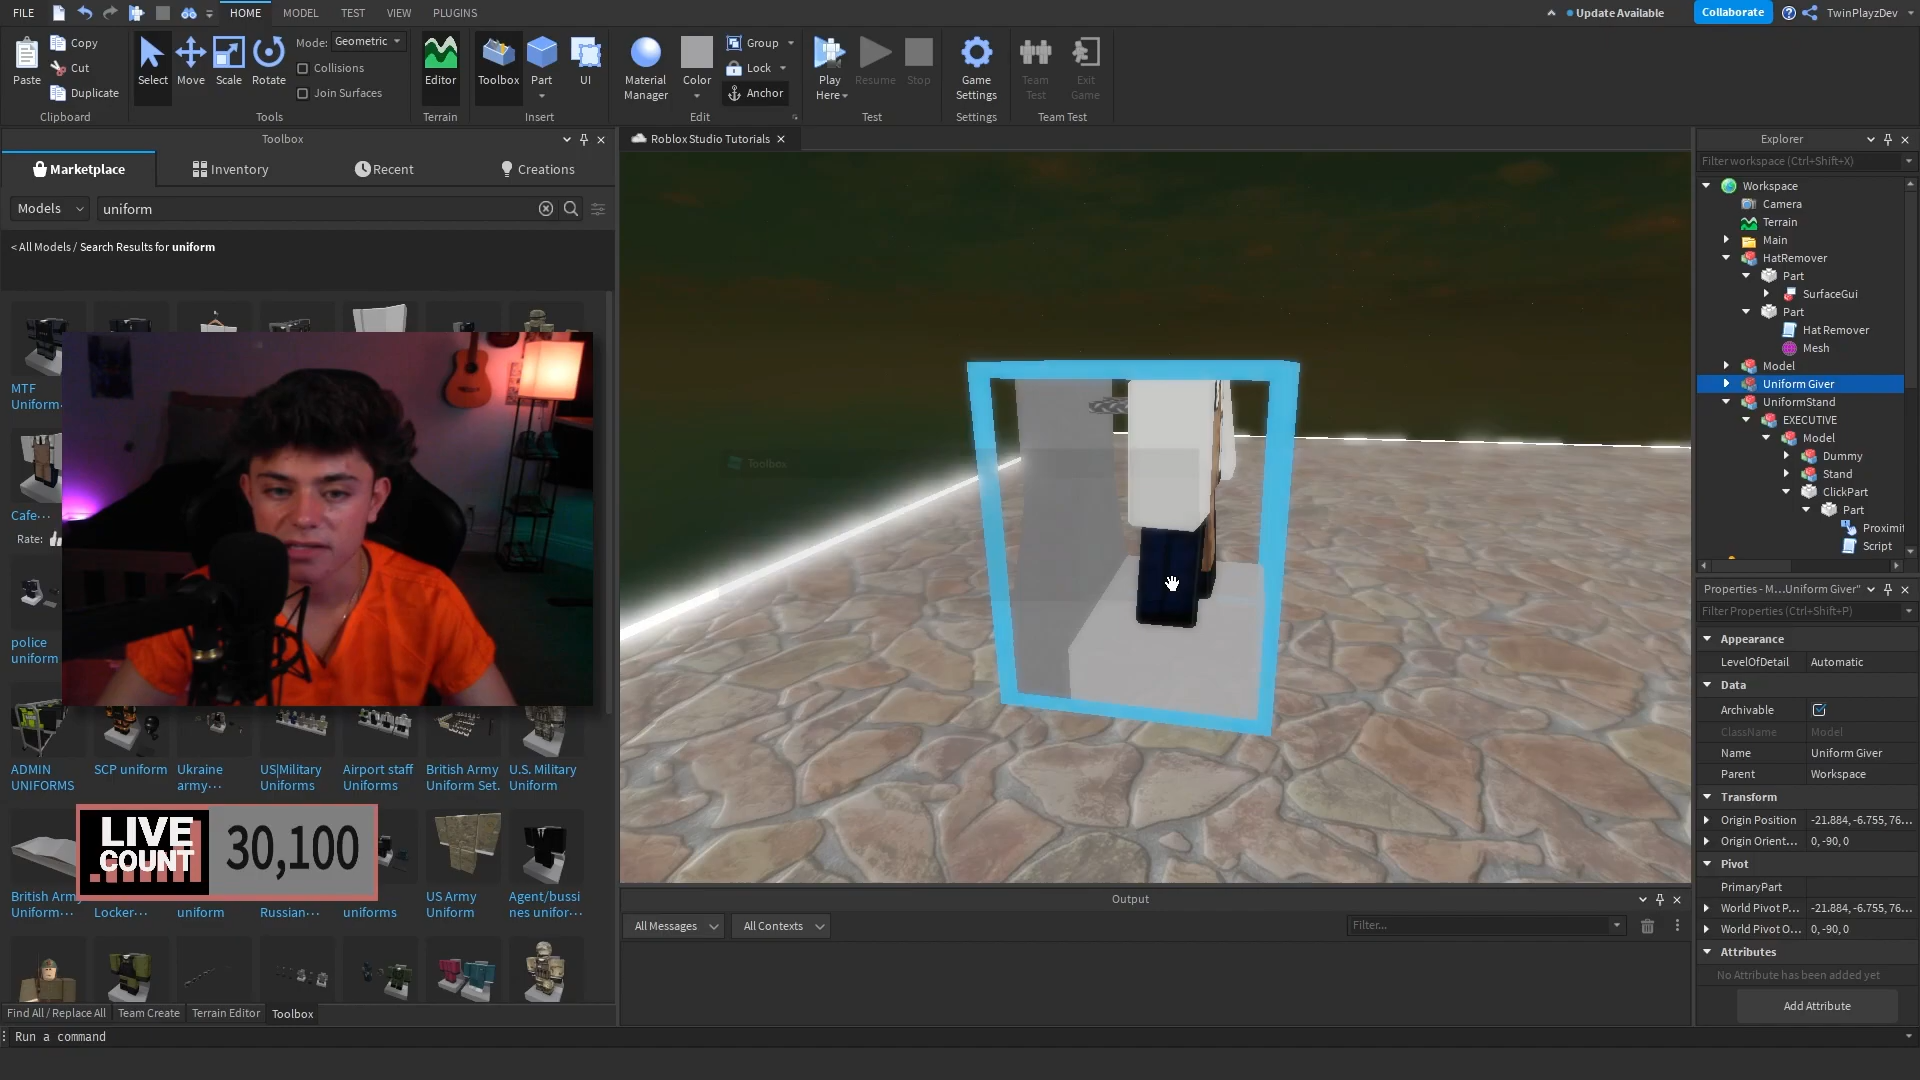 FILE
HOME
MODEL
TEST
VIEW
PLUGINS
Update Available
Collaborate
TwinPlayzDev
Paste
Copy
Cut
Duplicate
Clipboard
Select
Move
Scale
Rotate
Mode: Geometric
Collisions
Join Surfaces
Tools
Editor
Terrain
Toolbox
Part
UI
Insert
Material
Manager
Color
Group
Lock
Anchor
Edit
Play
Here
Resume
Stop
Test
Game
Settings
Settings
Team
Test
Exit
Game
Team Test
Toolbox
Marketplace
Inventory
Recent
Creations
Models
uniform
< All Models / Search Results for uniform
MTF
Uniform···
Cafe···
Rate:
police
uniform
ADMIN
UNIFORMS
SCP uniform
Ukraine
army···
US|Military
Uniforms
Airport staff
Uniforms
British Army
Uniform Set.
U.S. Military
Uniform
LIVE
COUNT
30,100
British Arm
Uniform···
Locker···
uniform
Russian···
uniforms
US Army
Uniform
Agent/bussi
nes unifor···
Find All / Replace All
Team Create
Terrain Editor
Toolbox
Run a command
Roblox Studio Tutorials
Toolbox
Output
All Messages
All Contexts
Filter...
Explorer
Filter workspace (Ctrl+Shift+X)
Workspace
Camera
Terrain
Main
HatRemover
Part
SurfaceGui
Part
Hat Remover
Mesh
Model
Uniform Giver
UniformStand
EXECUTIVE
Model
Dummy
Stand
ClickPart
Part
Proximit
Script
Properties - M...Uniform Giver"
Filter Properties (Ctrl+Shift+P)
Appearance
LevelOfDetail Automatic
Data
Archivable
ClassName Model
Name Uniform Giver
Parent Workspace
Transform
Origin Position -21.884, -6.755, 76...
Origin Orient... 0, -90, 0
Pivot
PrimaryPart
World Pivot P... -21.884, -6.755, 76...
World Pivot O... 0, -90, 0
Attributes
No Attribute has been added yet
Add Attribute